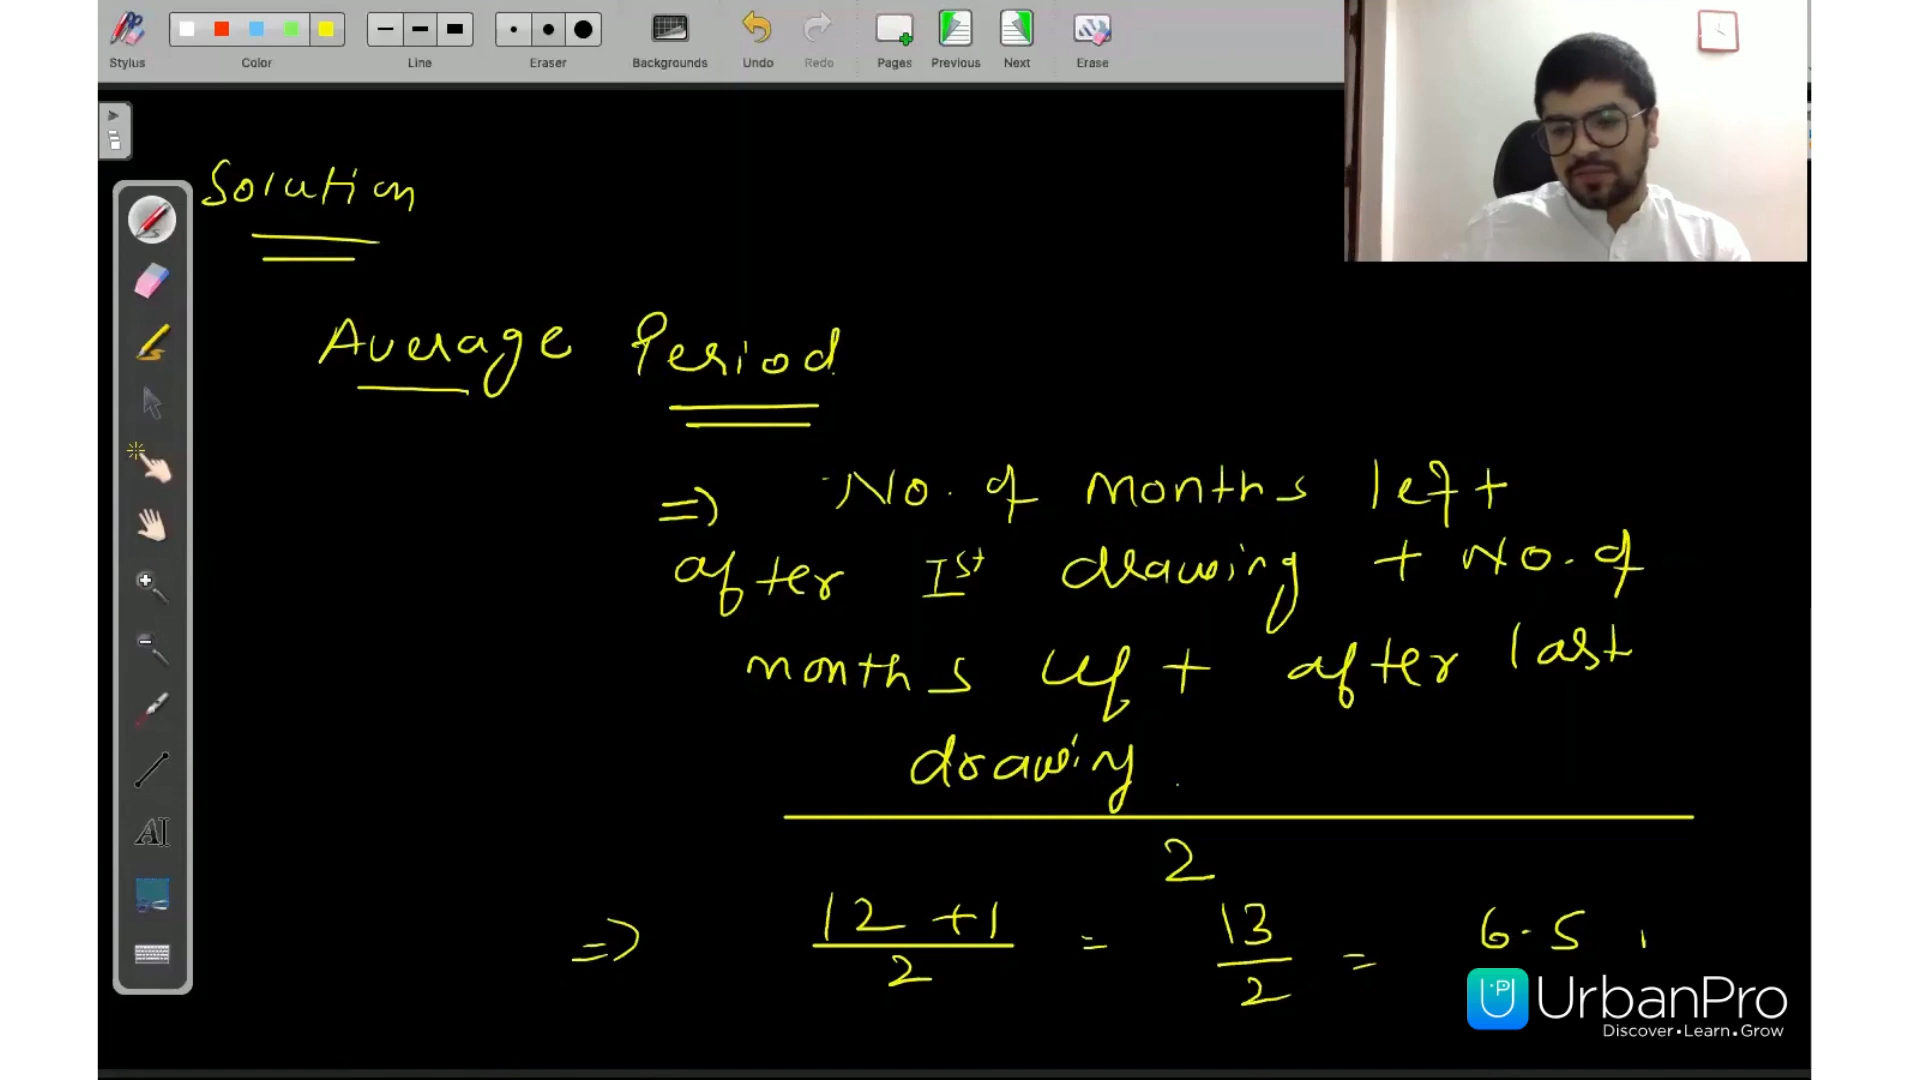 Stylus Color Line Eraser Backgrounds Undo Redo Pages Previous Next Erase
Solution
Average Period
=> No. of months left
after Ist drawing + No. of
months left after last
drawing
2
=> 12 + 1 = 13 = 6.5
2 2
AI
UrbanPro
Discover • Learn • Grow